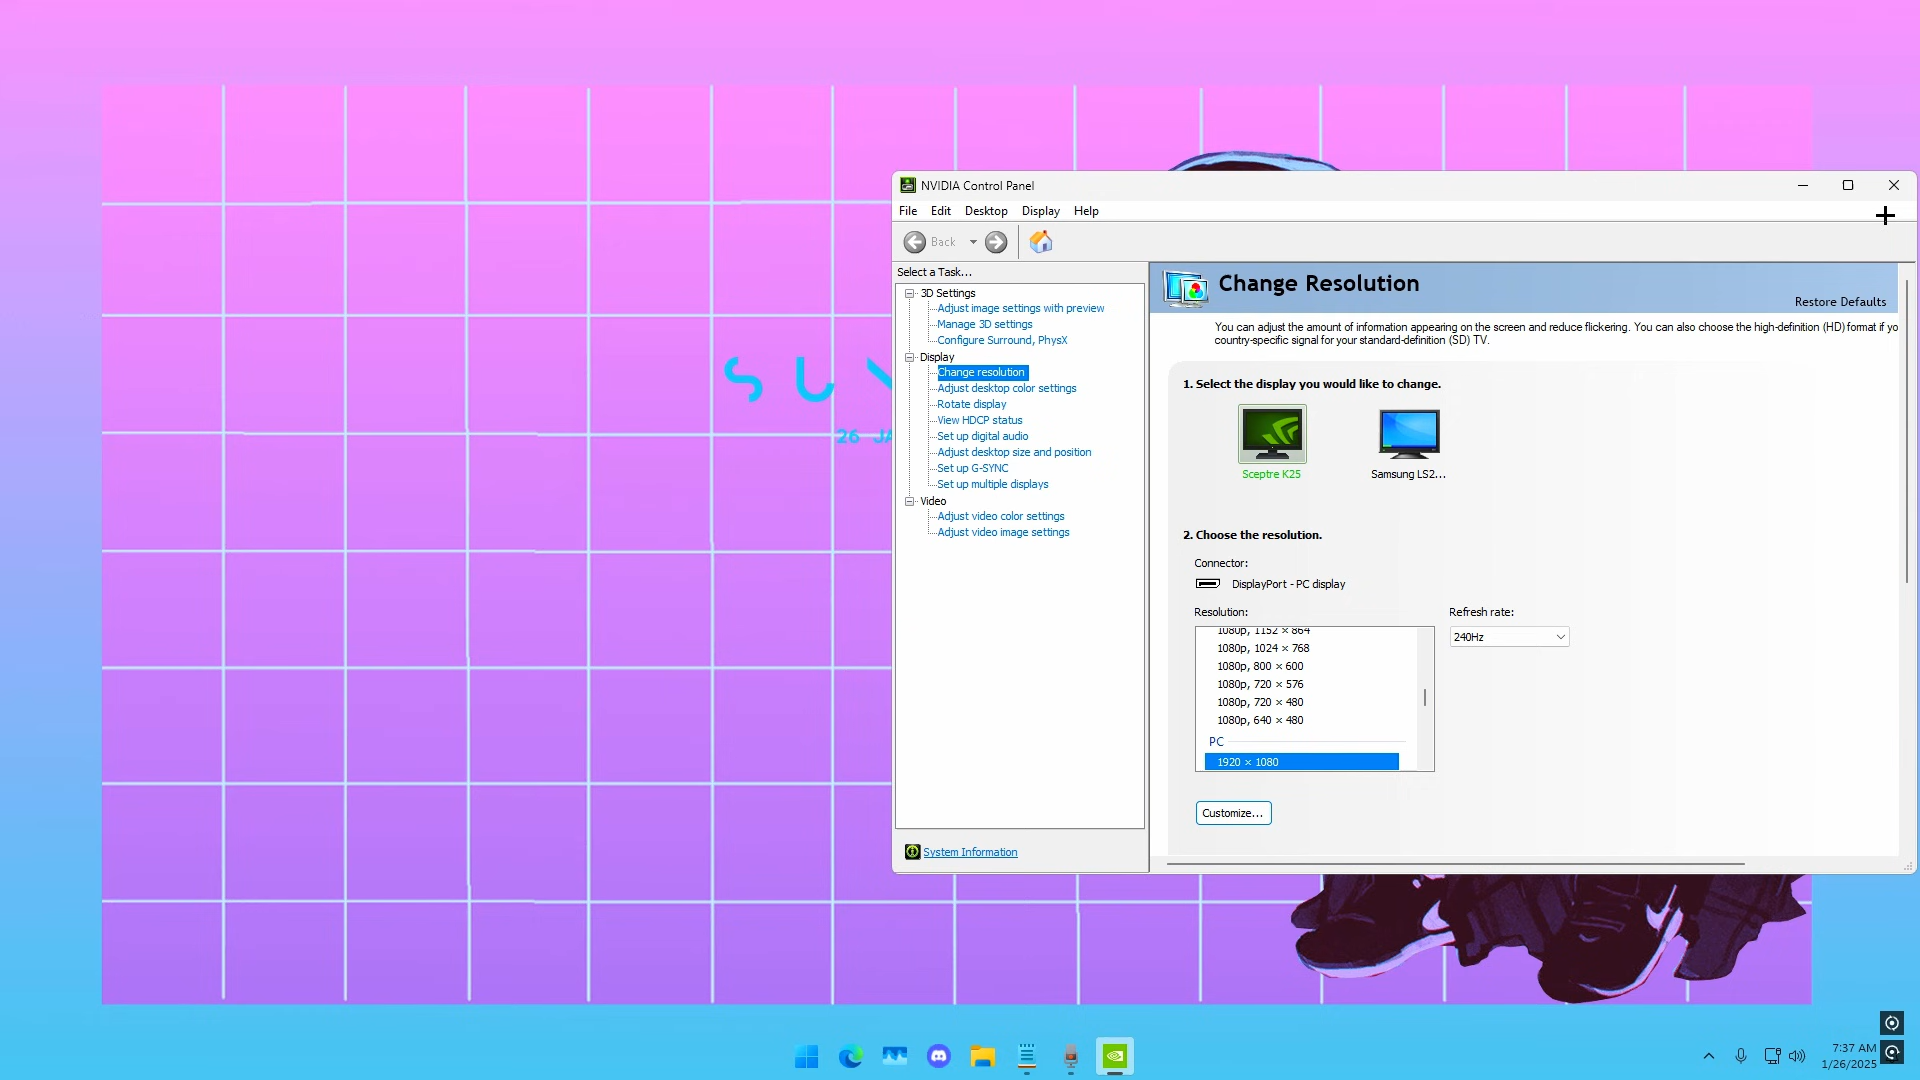 NVIDIA Control Panel
File Edit Desktop Display Help
Back
Select a Task...
3D Settings
Adjust image settings with preview
Manage 3D settings
Configure Surround, PhysX
Display
Change resolution
Adjust desktop color settings
Rotate display
View HDCP status
Set up digital audio
Adjust desktop size and position
Set up G-SYNC
Set up multiple displays
Video
Adjust video color settings
Adjust video image settings
System Information
Change Resolution
Restore Defaults
You can adjust the amount of information appearing on the screen and reduce flickering. You can also choose the high-definition (HD) format if yo
country-specific signal for your standard-definition (SD) TV.
1. Select the display you would like to change.
Sceptre K25
Samsung LS2...
2. Choose the resolution.
Connector:
DisplayPort - PC display
Resolution:
Refresh rate:
240Hz
1080p, 1152 × 864
1080p, 1024 × 768
1080p, 800 × 600
1080p, 720 × 576
1080p, 720 × 480
1080p, 640 × 480
PC
1920 × 1080
Customize...
S U
26 JA
7:37 AM
1/26/2025